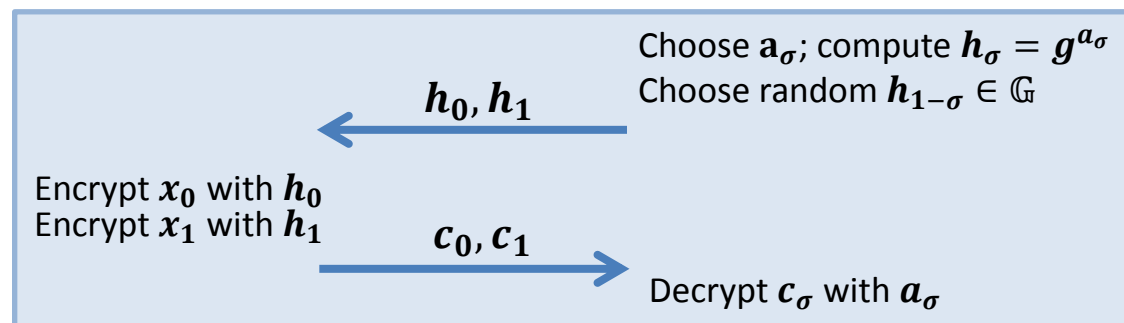 Choose a_σ; compute h_σ = g^{a_σ}
Choose random h_{1−σ} ∈ 𝔾
h_0, h_1
Encrypt x_0 with h_0
Encrypt x_1 with h_1
c_0, c_1
Decrypt c_σ with a_σ